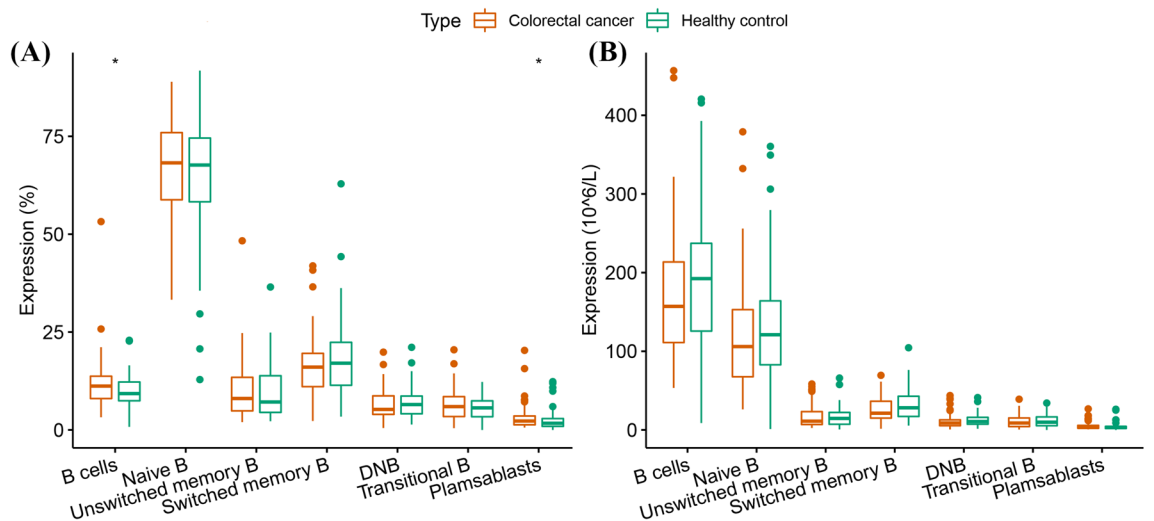 Type Colorectal cancer Healthy control
(A)
* *
Expression (%)
75
50
25
0
B cells
Naive B
Unswitched memory B
Switched memory B
DNB
Transitional B
Plamsablasts
(B)
Expression (10^6/L)
400
300
200
100
0
B cells
Naive B
Unswitched memory B
Switched memory B
DNB
Transitional B
Plamsablasts